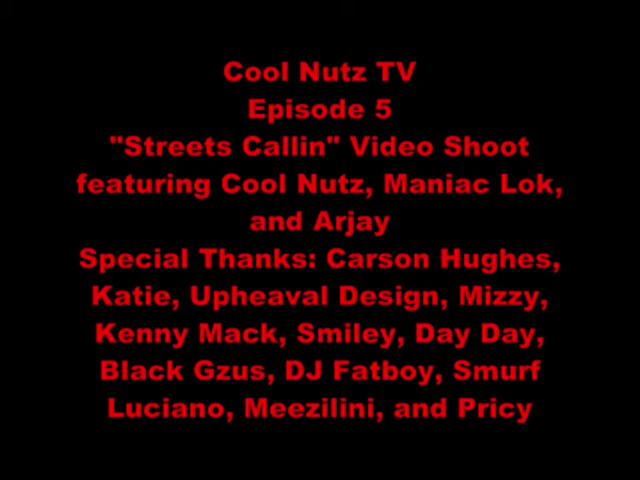 Cool Nutz TV
Episode 5
"Streets Callin" Video Shoot
featuring Cool Nutz, Maniac Lok,
and Arjay
Special Thanks: Carson Hughes,
Katie, Upheaval Design, Mizzy,
Kenny Mack, Smiley, Day Day,
Black Gzus, DJ Fatboy, Smurf
Luciano, Meezilini, and Pricy